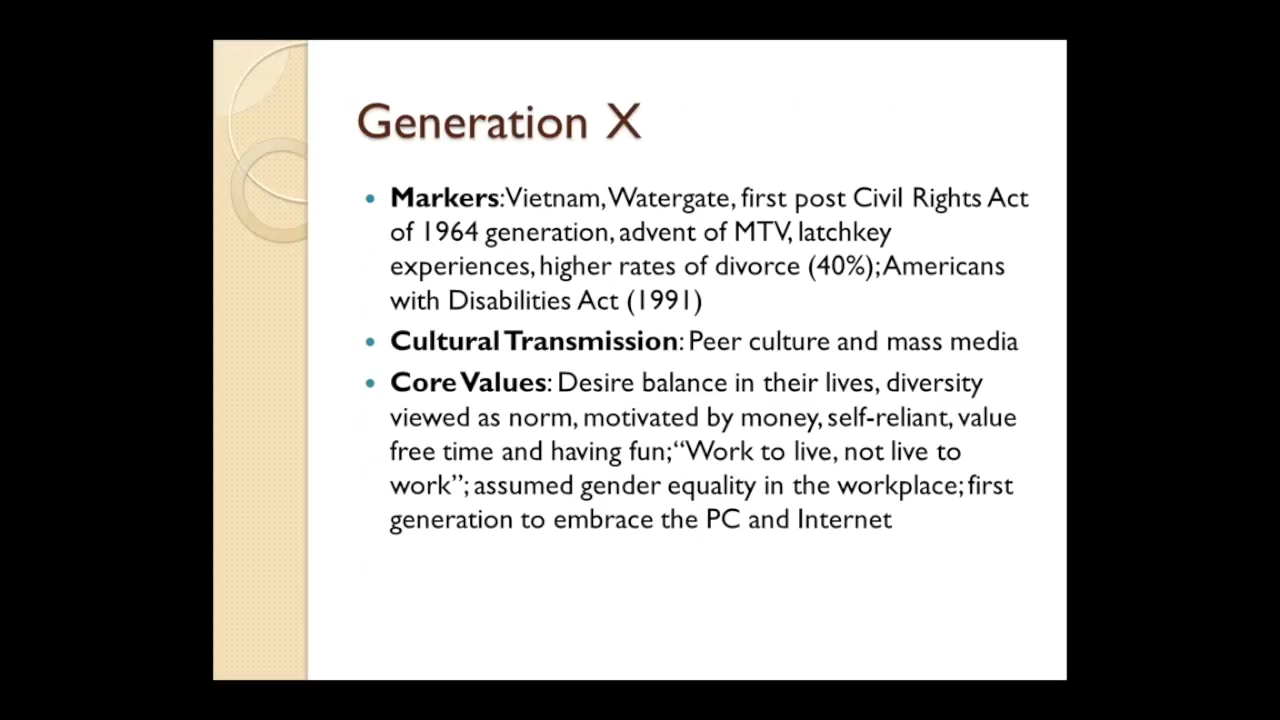 Generation X
• Markers: Vietnam, Watergate, first post Civil Rights Act
of 1964 generation, advent of MTV, latchkey
experiences, higher rates of divorce (40%); Americans
with Disabilities Act (1991)
• Cultural Transmission: Peer culture and mass media
• Core Values: Desire balance in their lives, diversity
viewed as norm, motivated by money, self-reliant, value
free time and having fun; “Work to live, not live to
work”; assumed gender equality in the workplace; first
generation to embrace the PC and Internet